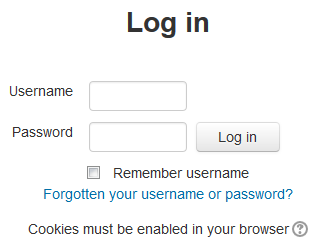 Log in
Username
Password Log in
Remember username
Forgotten your username or password?
Cookies must be enabled in your browser ?